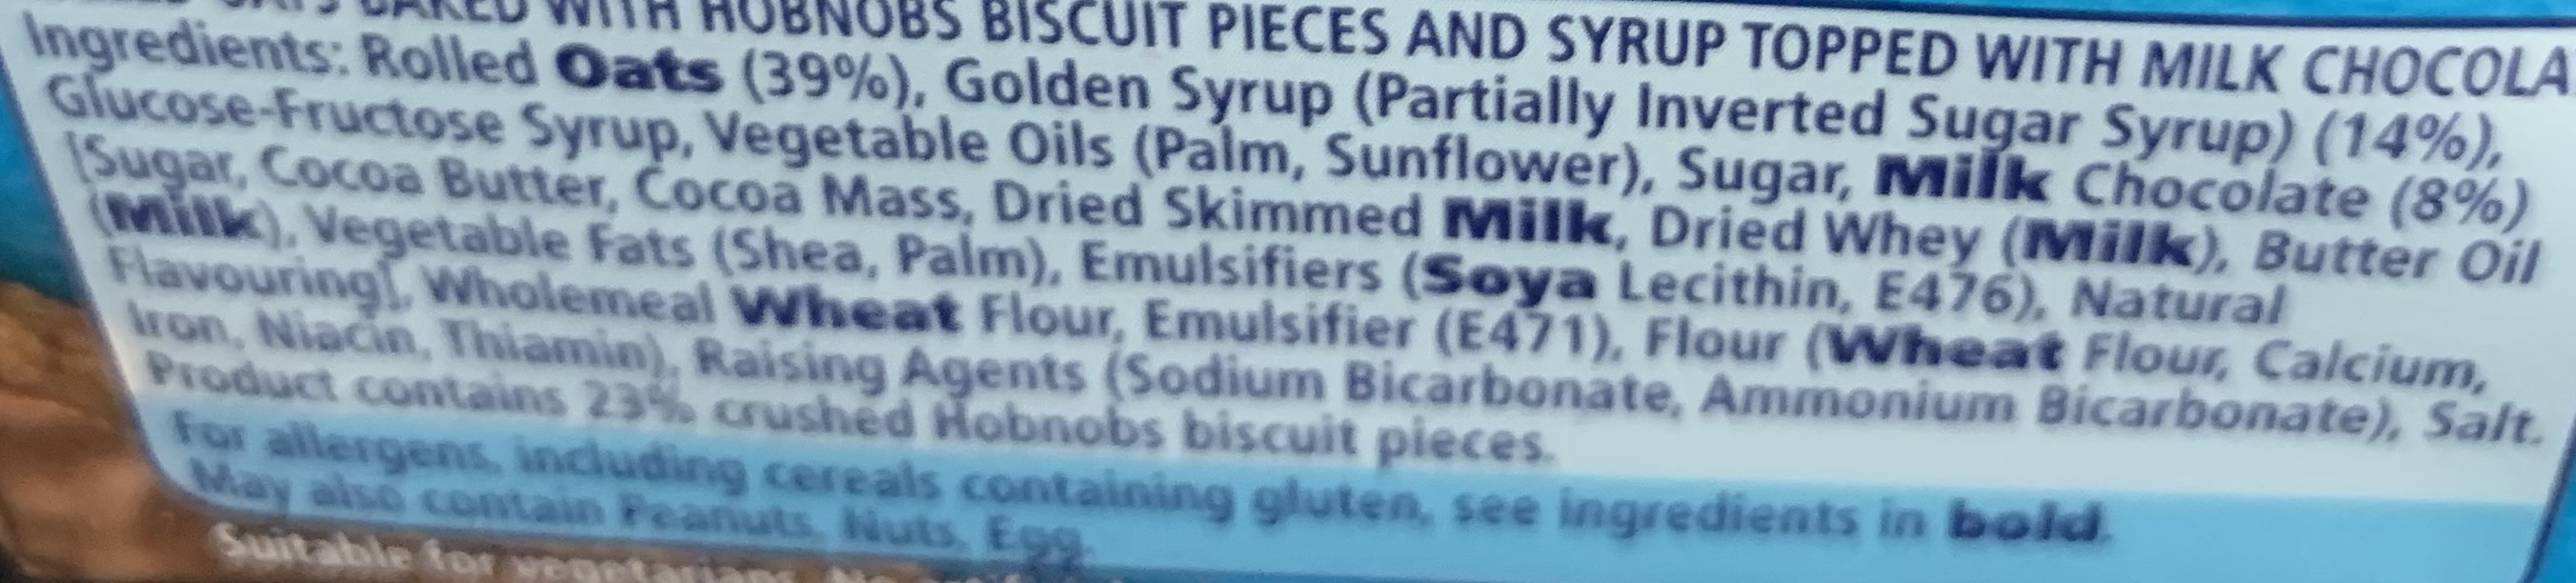 BAKED WITH HOBNOBS BISCUIT PIECES AND SYRUP TOPPED WITH MILK CHOCOLA
Ingredients: Rolled Oats (39%), Golden Syrup (Partially Inverted Sugar Syrup) (14%),
Glucose-Fructose Syrup, Vegetable Oils (Palm, Sunflower), Sugar, Milk Chocolate (8%)
[Sugar, Cocoa Butter, Cocoa Mass, Dried Skimmed Milk, Dried Whey (Milk), Butter Oil
(Milk), Vegetable Fats (Shea, Palm), Emulsifiers (Soya Lecithin, E476), Natural
Flavouring], Wholemeal Wheat Flour, Emulsifier (E471), Flour (Wheat Flour, Calcium,
Iron, Niacin, Thiamin), Raising Agents (Sodium Bicarbonate, Ammonium Bicarbonate), Salt.
Product contains 23% crushed Hobnobs biscuit pieces.
For allergens, including cereals containing gluten, see ingredients in bold.
May also contain Peanuts, Nuts, Egg.
Suitable for vegetarians. No